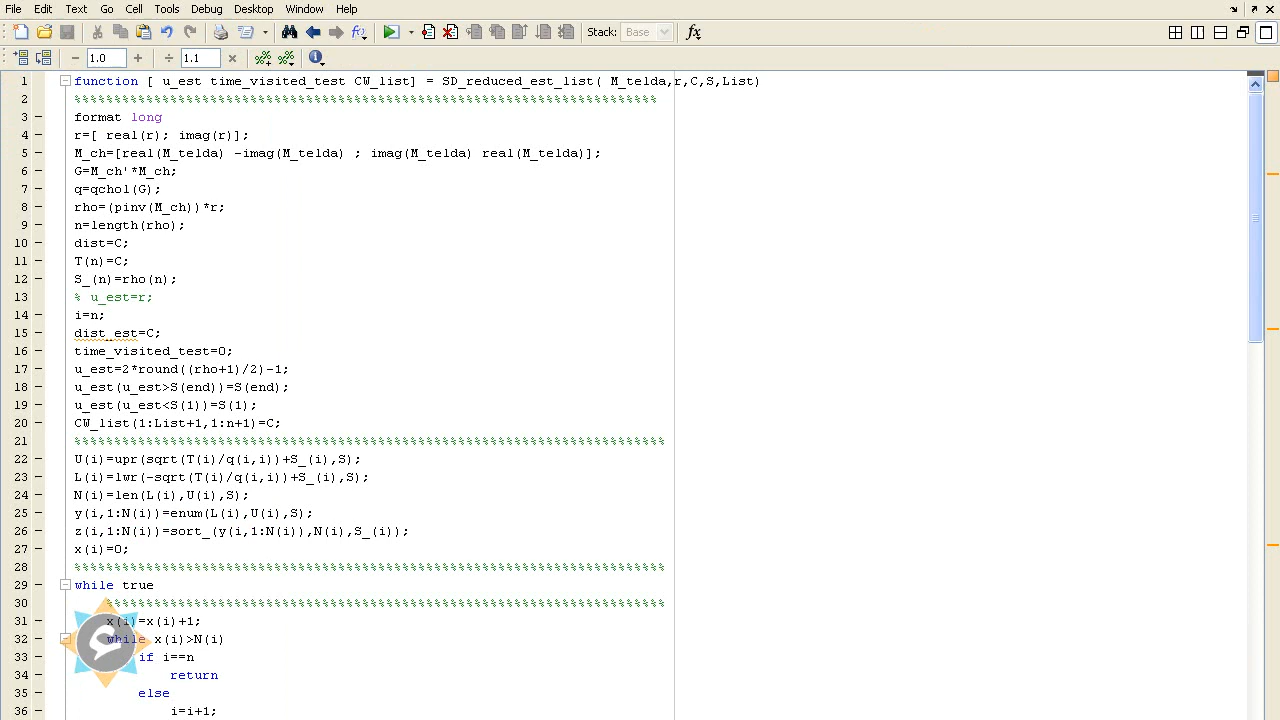 File Edit Text Go Cell Tools Debug Desktop Window Help
Stack: Base fx
− 1.0 + ÷ 1.1 ×
1 function [ u_est time_visited_test CW_list] = SD_reduced_est_list( M_telda,r,C,S,List)
2 %%%%%%%%%%%%%%%%%%%%%%%%%%%%%%%%%%%%%%%%%%%%%%%%%%%%%%%%%%%%%%%%%%%%%%%%%%%
3 − format long
4 − r=[ real(r); imag(r)];
5 − M_ch=[real(M_telda) -imag(M_telda) ; imag(M_telda) real(M_telda)];
6 − G=M_ch'*M_ch;
7 − q=qchol(G);
8 − rho=(pinv(M_ch))*r;
9 − n=length(rho);
10 − dist=C;
11 − T(n)=C;
12 − S_(n)=rho(n);
13 % u_est=r;
14 − i=n;
15 − dist_est=C;
16 − time_visited_test=0;
17 − u_est=2*round((rho+1)/2)-1;
18 − u_est(u_est>S(end))=S(end);
19 − u_est(u_est<S(1))=S(1);
20 − CW_list(1:List+1,1:n+1)=C;
21 %%%%%%%%%%%%%%%%%%%%%%%%%%%%%%%%%%%%%%%%%%%%%%%%%%%%%%%%%%%%%%%%%%%%%%%%%%%%
22 − U(i)=upr(sqrt(T(i)/q(i,i))+S_(i),S);
23 − L(i)=lwr(-sqrt(T(i)/q(i,i))+S_(i),S);
24 − N(i)=len(L(i),U(i),S);
25 − y(i,1:N(i))=enum(L(i),U(i),S);
26 − z(i,1:N(i))=sort_(y(i,1:N(i)),N(i),S_(i));
27 − x(i)=0;
28 %%%%%%%%%%%%%%%%%%%%%%%%%%%%%%%%%%%%%%%%%%%%%%%%%%%%%%%%%%%%%%%%%%%%%%%%%%%%
29 − while true
30 %%%%%%%%%%%%%%%%%%%%%%%%%%%%%%%%%%%%%%%%%%%%%%%%%%%%%%%%%%%%%%%%%%%%%%%%
31 − x(i)=x(i)+1;
32 − while x(i)>N(i)
33 − if i==n
34 − return
35 − else
36 − i=i+1;